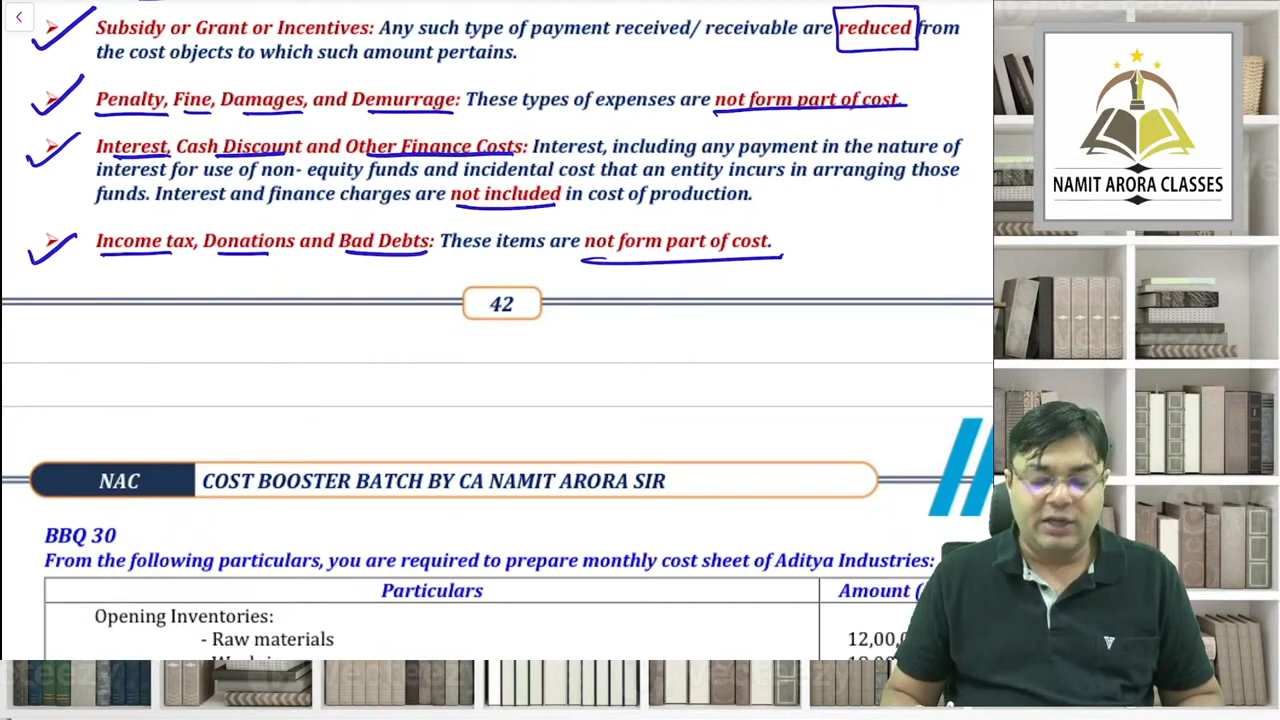 Subsidy or Grant or Incentives: Any such type of payment received/ receivable are reduced from
the cost objects to which such amount pertains.
Penalty, Fine, Damages, and Demurrage: These types of expenses are not form part of cost.
Interest, Cash Discount and Other Finance Costs: Interest, including any payment in the nature of
interest for use of non- equity funds and incidental cost that an entity incurs in arranging those
funds. Interest and finance charges are not included in cost of production.
Income tax, Donations and Bad Debts: These items are not form part of cost.
42
NAC COST BOOSTER BATCH BY CA NAMIT ARORA SIR
BBQ 30
From the following particulars, you are required to prepare monthly cost sheet of Aditya Industries:
Particulars Amount (
Opening Inventories:
- Raw materials 12,00,
NAMIT ARORA CLASSES